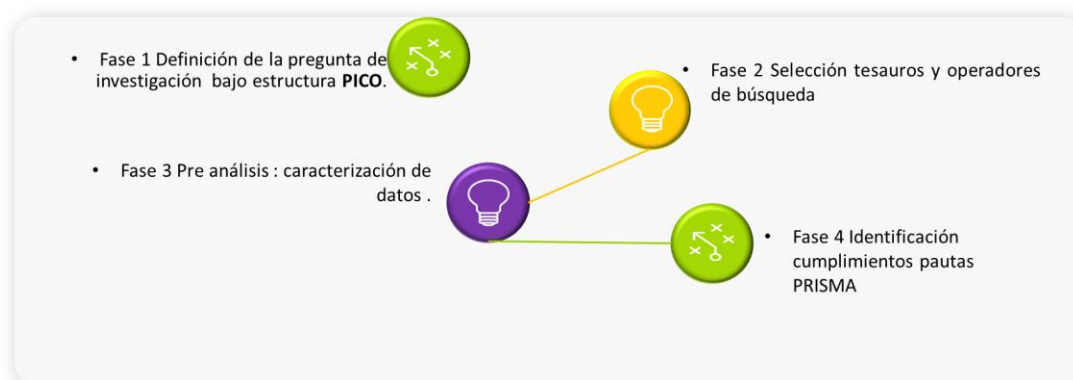 • Fase 1 Definición de la pregunta de
investigación bajo estructura PICO.
• Fase 2 Selección tesauros y operadores
de búsqueda
• Fase 3 Pre análisis : caracterización de
datos .
• Fase 4 Identificación
cumplimientos pautas
PRISMA